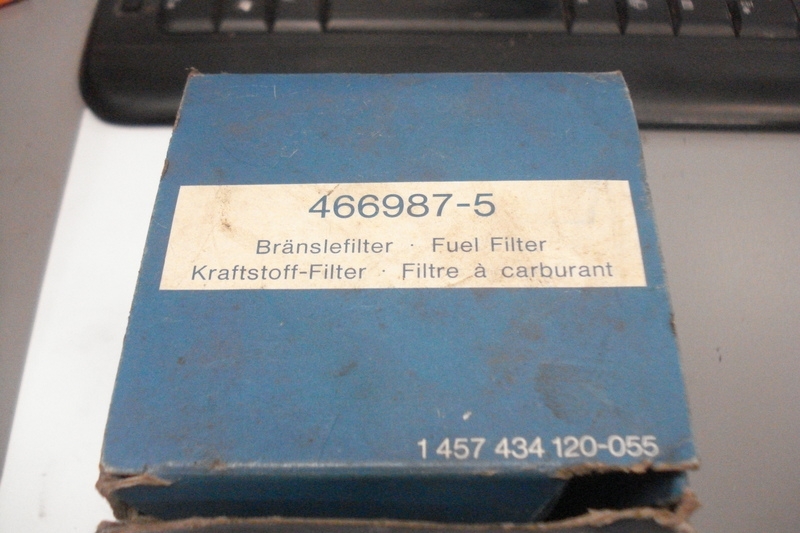 466987-5
Bränslefilter · Fuel Filter
Kraftstoff-Filter · Filtre à carburant
1 457 434 120-055